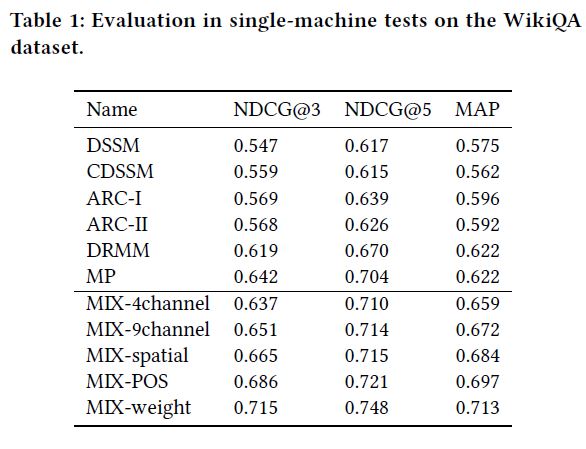 Table 1: Evaluation in single-machine tests on the WikiQA
dataset.
Name NDCG@3 NDCG@5 MAP
DSSM 0.547 0.617 0.575
CDSSM 0.559 0.615 0.562
ARC-I 0.569 0.639 0.596
ARC-II 0.568 0.626 0.592
DRMM 0.619 0.670 0.622
MP 0.642 0.704 0.622
MIX-4channel 0.637 0.710 0.659
MIX-9channel 0.651 0.714 0.672
MIX-spatial 0.665 0.715 0.684
MIX-POS 0.686 0.721 0.697
MIX-weight 0.715 0.748 0.713